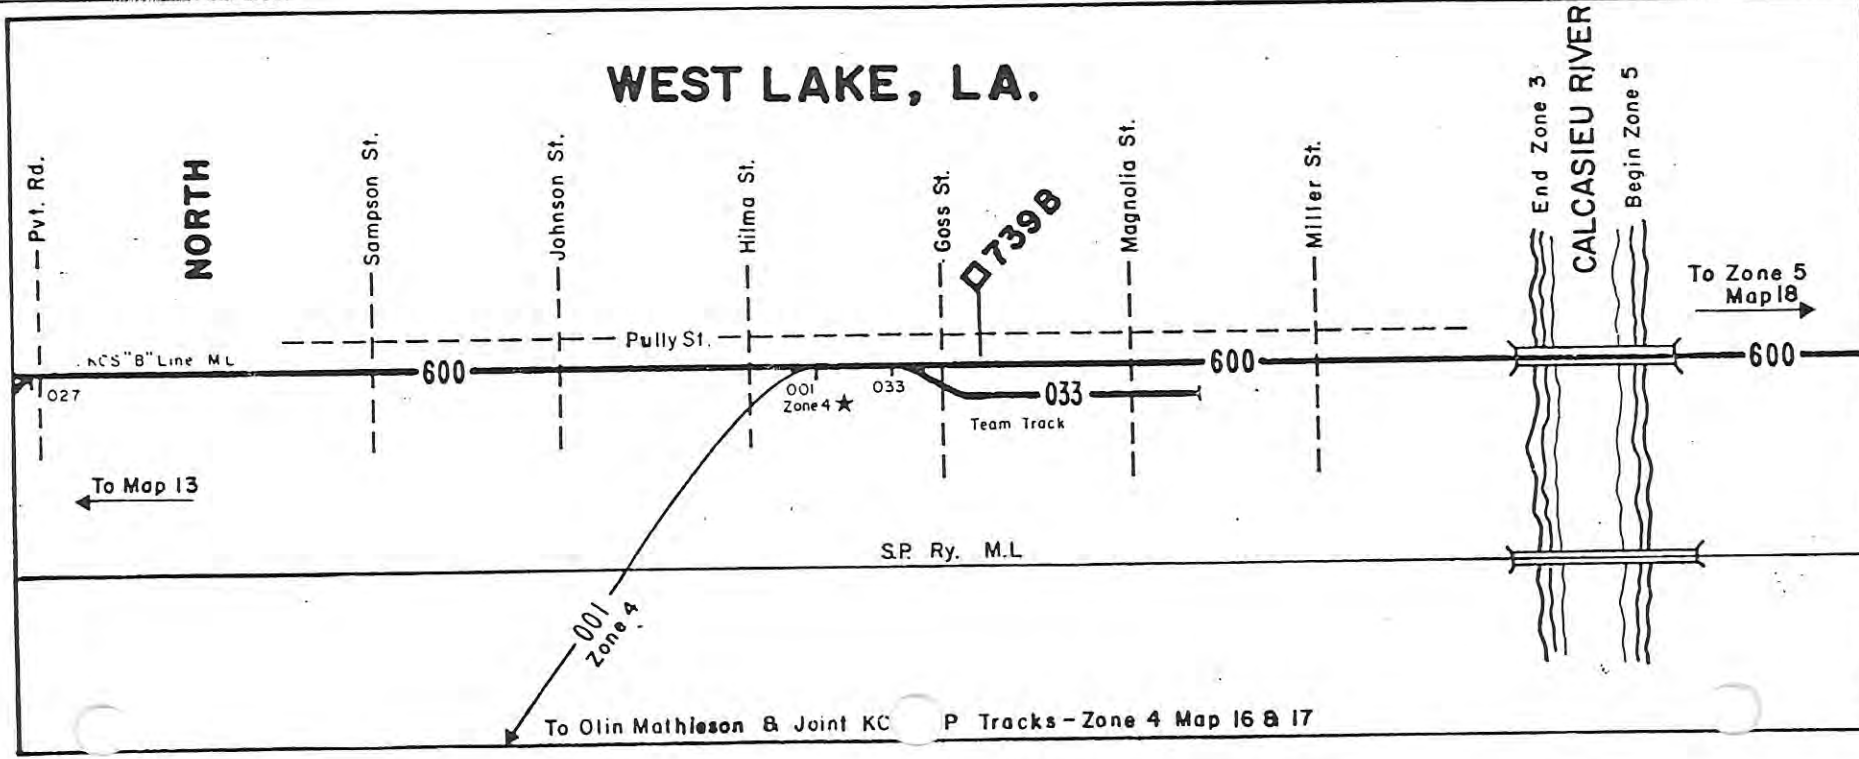 WEST LAKE, LA.
Pvt. Rd.
NORTH
Sampson St.
Johnson St.
Hilma St.
Goss St.
739B
Magnolia St.
Miller St.
End Zone 3
CALCASIEU RIVER
Begin Zone 5
To Zone 5
Map 18
Pully St.
KCS "B" Line ML
600
600
600
027
001
Zone 4 ★
033
033
Team Track
To Map 13
S.P. Ry. M.L
001
Zone 4
To Olin Mathieson & Joint KC P Tracks - Zone 4 Map 16 & 17